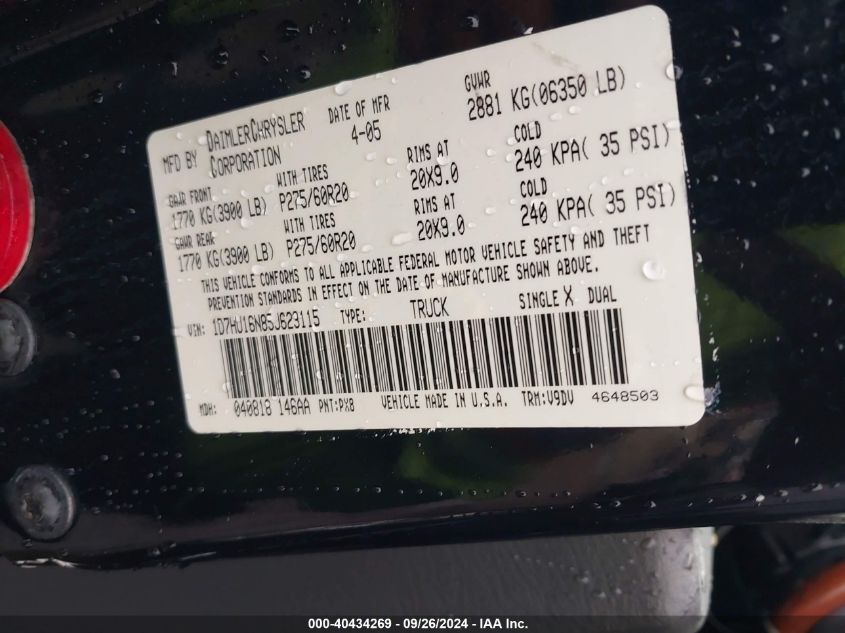 MFD BY DAIMLERCHRYSLER CORPORATION DATE OF MFR 4-05 GVWR 2881 KG(06350 LB)
GAWR FRONT WITH TIRES RIMS AT COLD
1770 KG(3900 LB) P275/60R20 20X9.0 240 KPA( 35 PSI)
GAWR REAR WITH TIRES RIMS AT COLD
1770 KG(3900 LB) P275/60R20 20X9.0 240 KPA( 35 PSI)
THIS VEHICLE CONFORMS TO ALL APPLICABLE FEDERAL MOTOR VEHICLE SAFETY AND THEFT
PREVENTION STANDARDS IN EFFECT ON THE DATE OF MANUFACTURE SHOWN ABOVE.
VIN: 1D7HJ16N85J623115 TYPE: TRUCK SINGLE X DUAL
MDH: 040818 146AA PNT:PX8 VEHICLE MADE IN U.S.A. TRM:V9DV 4648503
000-40434269 - 09/26/2024 - IAA Inc.